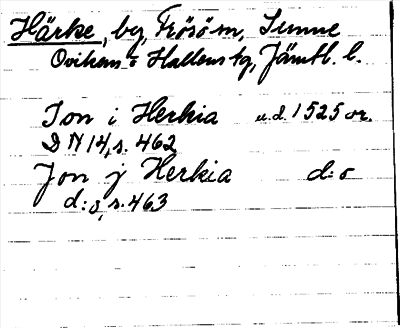 Härke, by, Frösö sn, Sunne
Ovikens o Hallens tg, Jämtl. l.
Jon i Herkia u.d. 1525 or.
DN 14, s. 462
Jon j Herkia d:o
d:o, s. 463